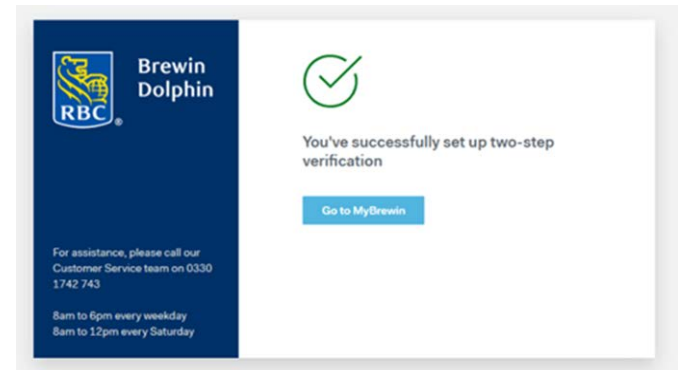 Brewin
Dolphin
RBC
®
You've successfully set up two-step
verification
Go to MyBrewin
For assistance, please call our
Customer Service team on 0330
1742 743
8am to 6pm every weekday
8am to 12pm every Saturday